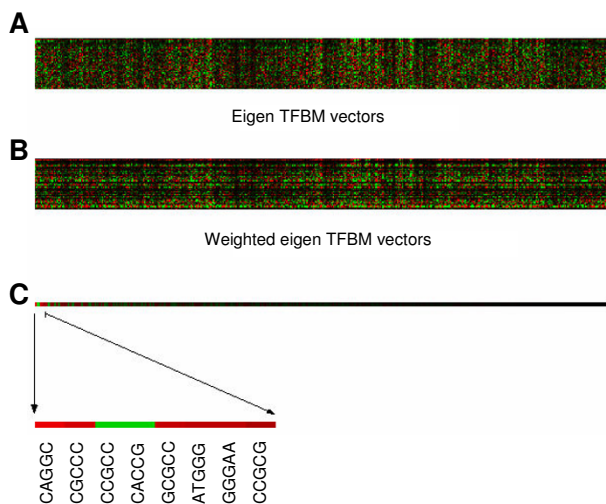 A
Eigen TFBM vectors
B
Weighted eigen TFBM vectors
C
CAGGC
CGCCC
CCGCC
CACCG
GCGCC
ATGGG
GGGAA
CCGCG